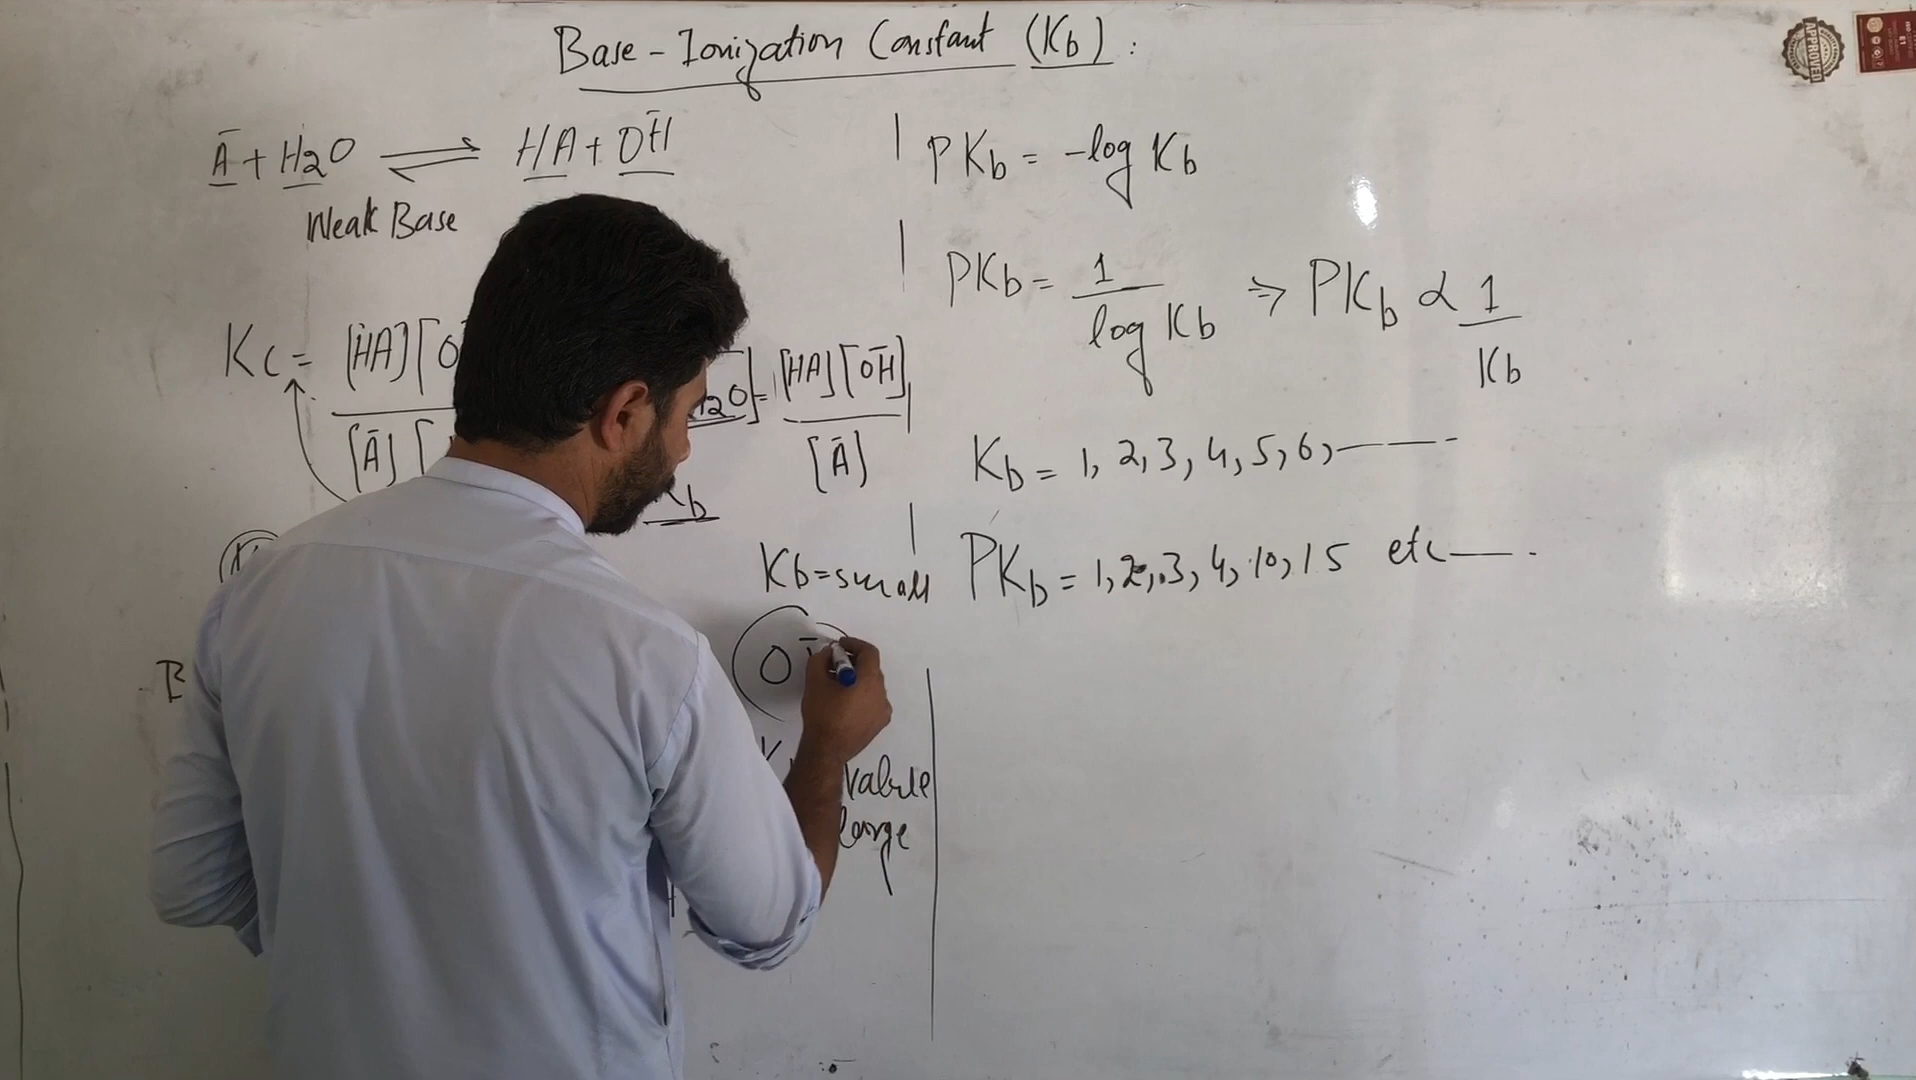 Base-Ionization Constant (Kb):
Ā + H2O ⇌ HA + OH̄
Weak Base
Kc = [HA][O
[Ā][
H2O] = [HA][OH̄]
[Ā]
b
Kb=small
O
Value
large
PKb = -log Kb
PKb = 1/log Kb ⇒ PKb α 1/Kb
Kb = 1, 2, 3, 4, 5, 6, ---
PKb = 1, 2, 3, 4, 10, 15 etc —.
APPROVED